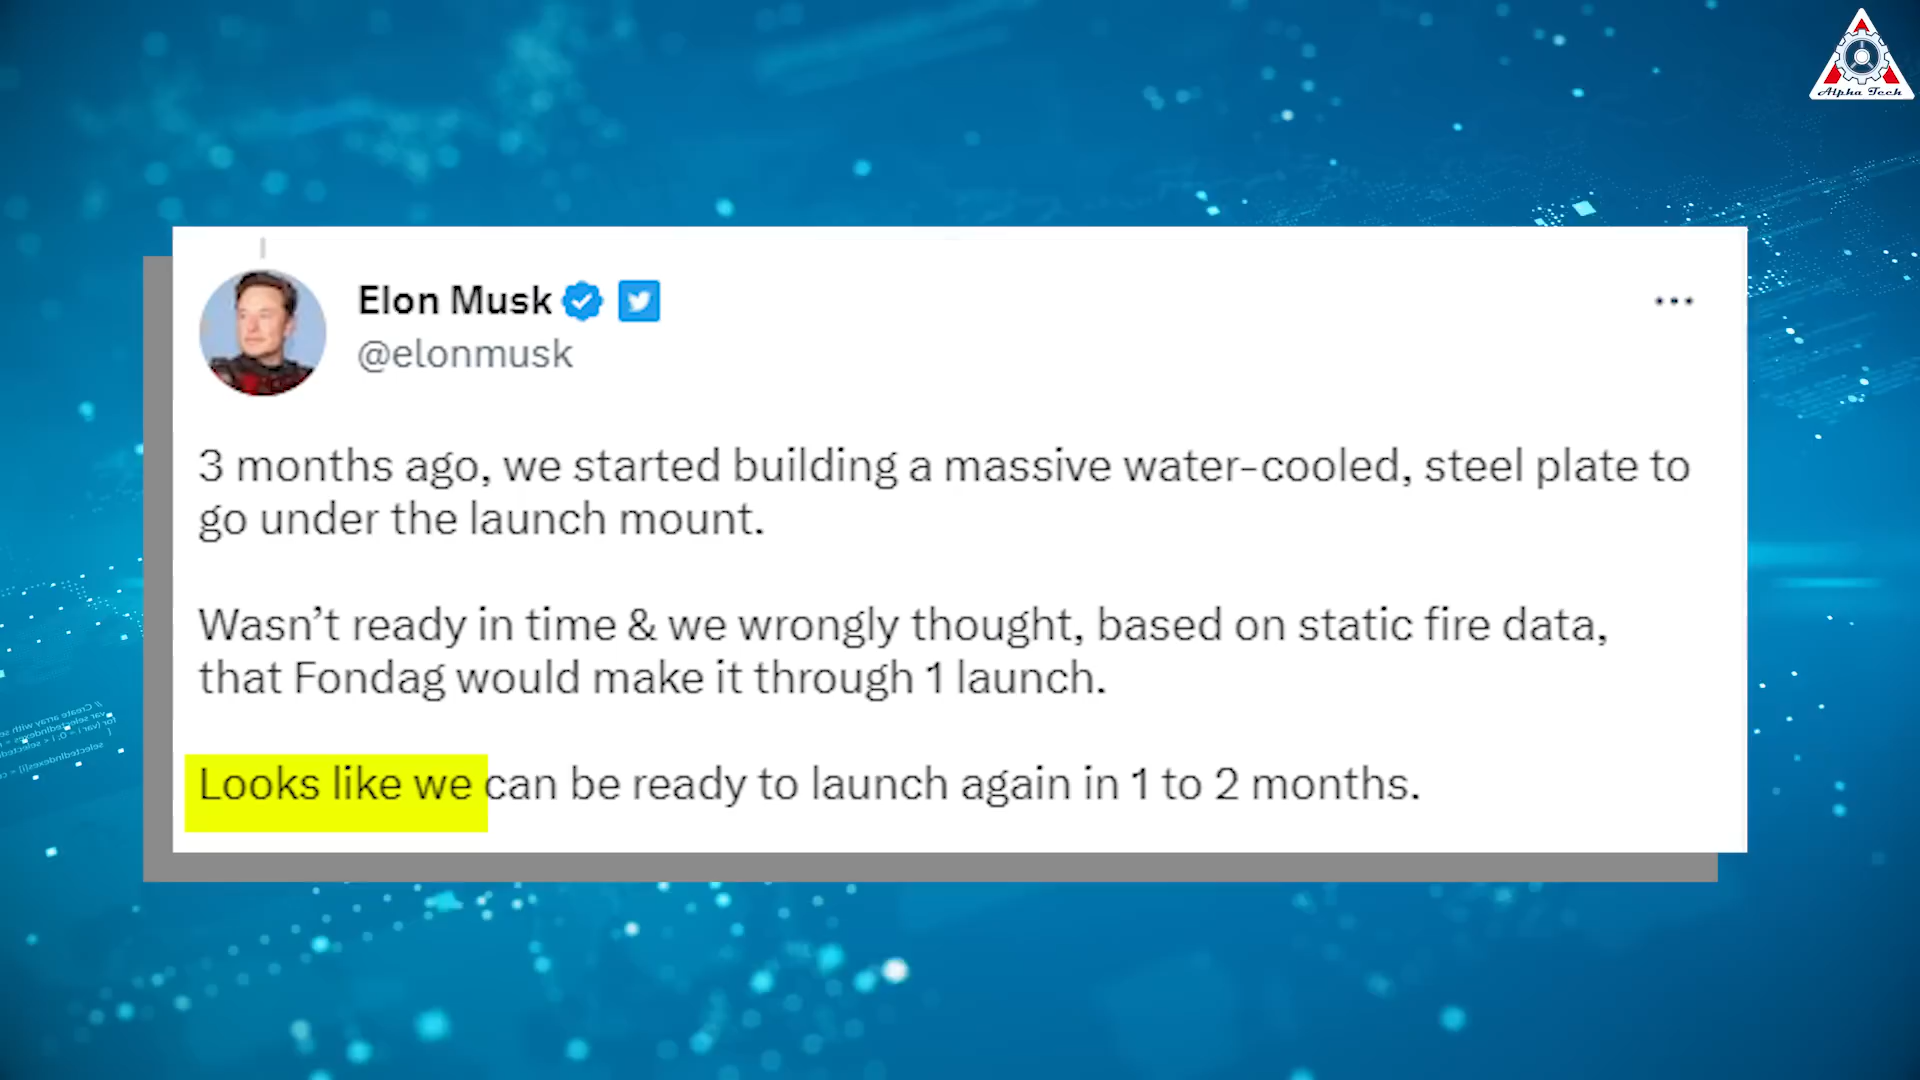 Alpha Tech
Elon Musk
@elonmusk
3 months ago, we started building a massive water-cooled, steel plate to
go under the launch mount.
Wasn’t ready in time & we wrongly thought, based on static fire data,
that Fondag would make it through 1 launch.
Looks like we can be ready to launch again in 1 to 2 months.